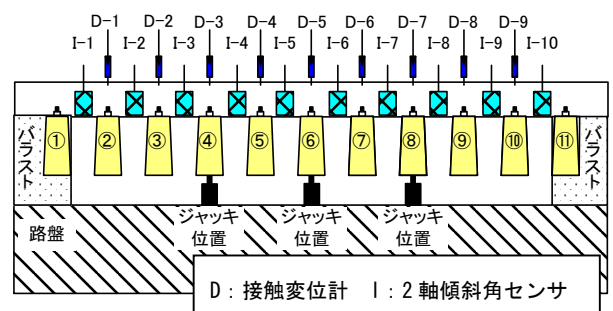 D-1 D-2 D-3 D-4 D-5 D-6 D-7 D-8 D-9
I-1 I-2 I-3 I-4 I-5 I-6 I-7 I-8 I-9 I-10
① ② ③ ④ ⑤ ⑥ ⑦ ⑧ ⑨ ⑩ ⑪
バラスト
バラスト
ジャッキ
位置
ジャッキ
位置
ジャッキ
位置
路盤
D：接触変位計　I：2軸傾斜角センサ